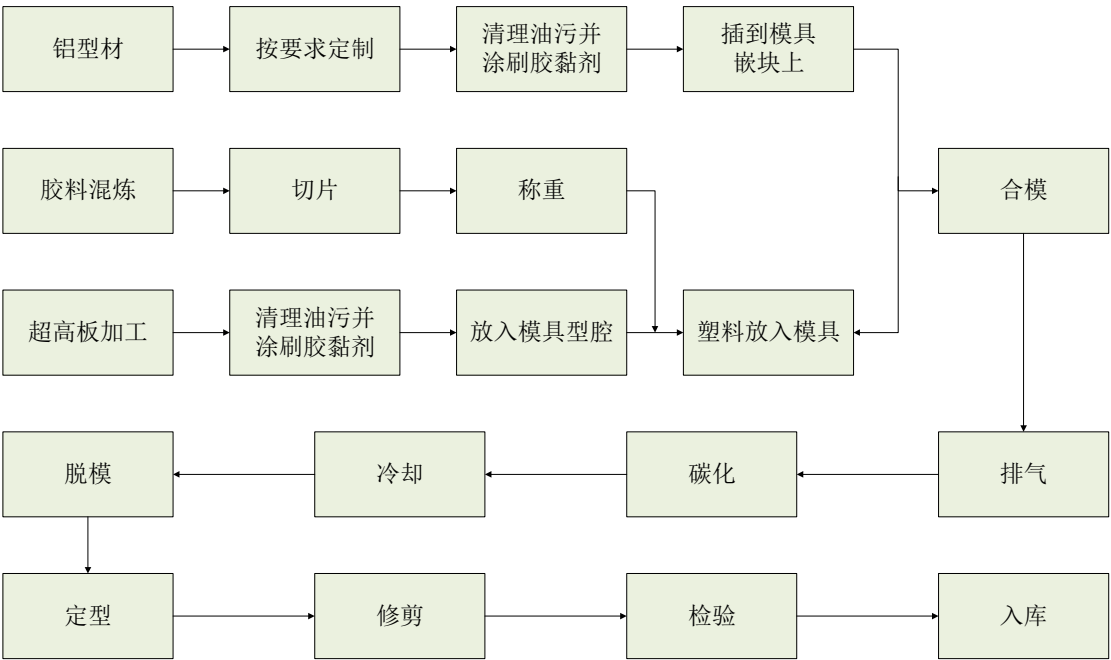 铝型材
按要求定制
清理油污并
涂刷胶黏剂
插到模具
嵌块上
胶料混炼
切片
称重
合模
超高板加工
清理油污并
涂刷胶黏剂
放入模具型腔
塑料放入模具
脱模
冷却
碳化
排气
定型
修剪
检验
入库